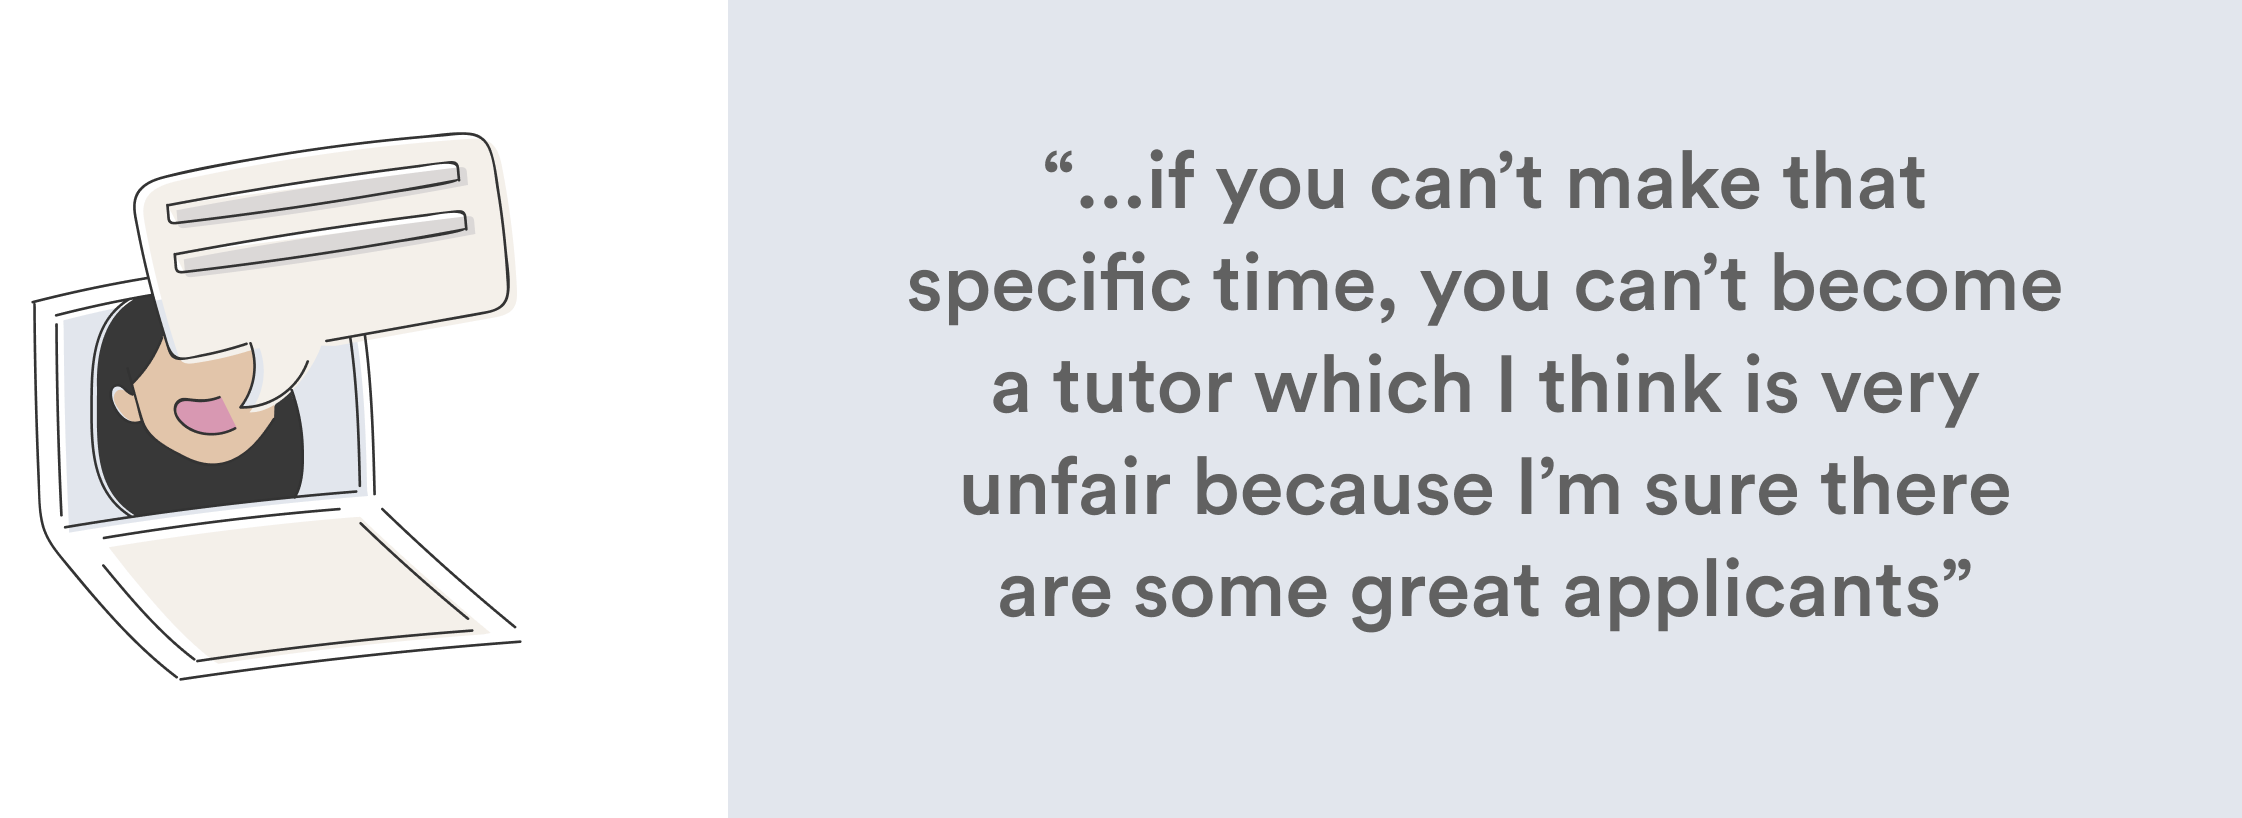 “...if you can’t make that
specific time, you can’t become
a tutor which I think is very
unfair because I’m sure there
are some great applicants”